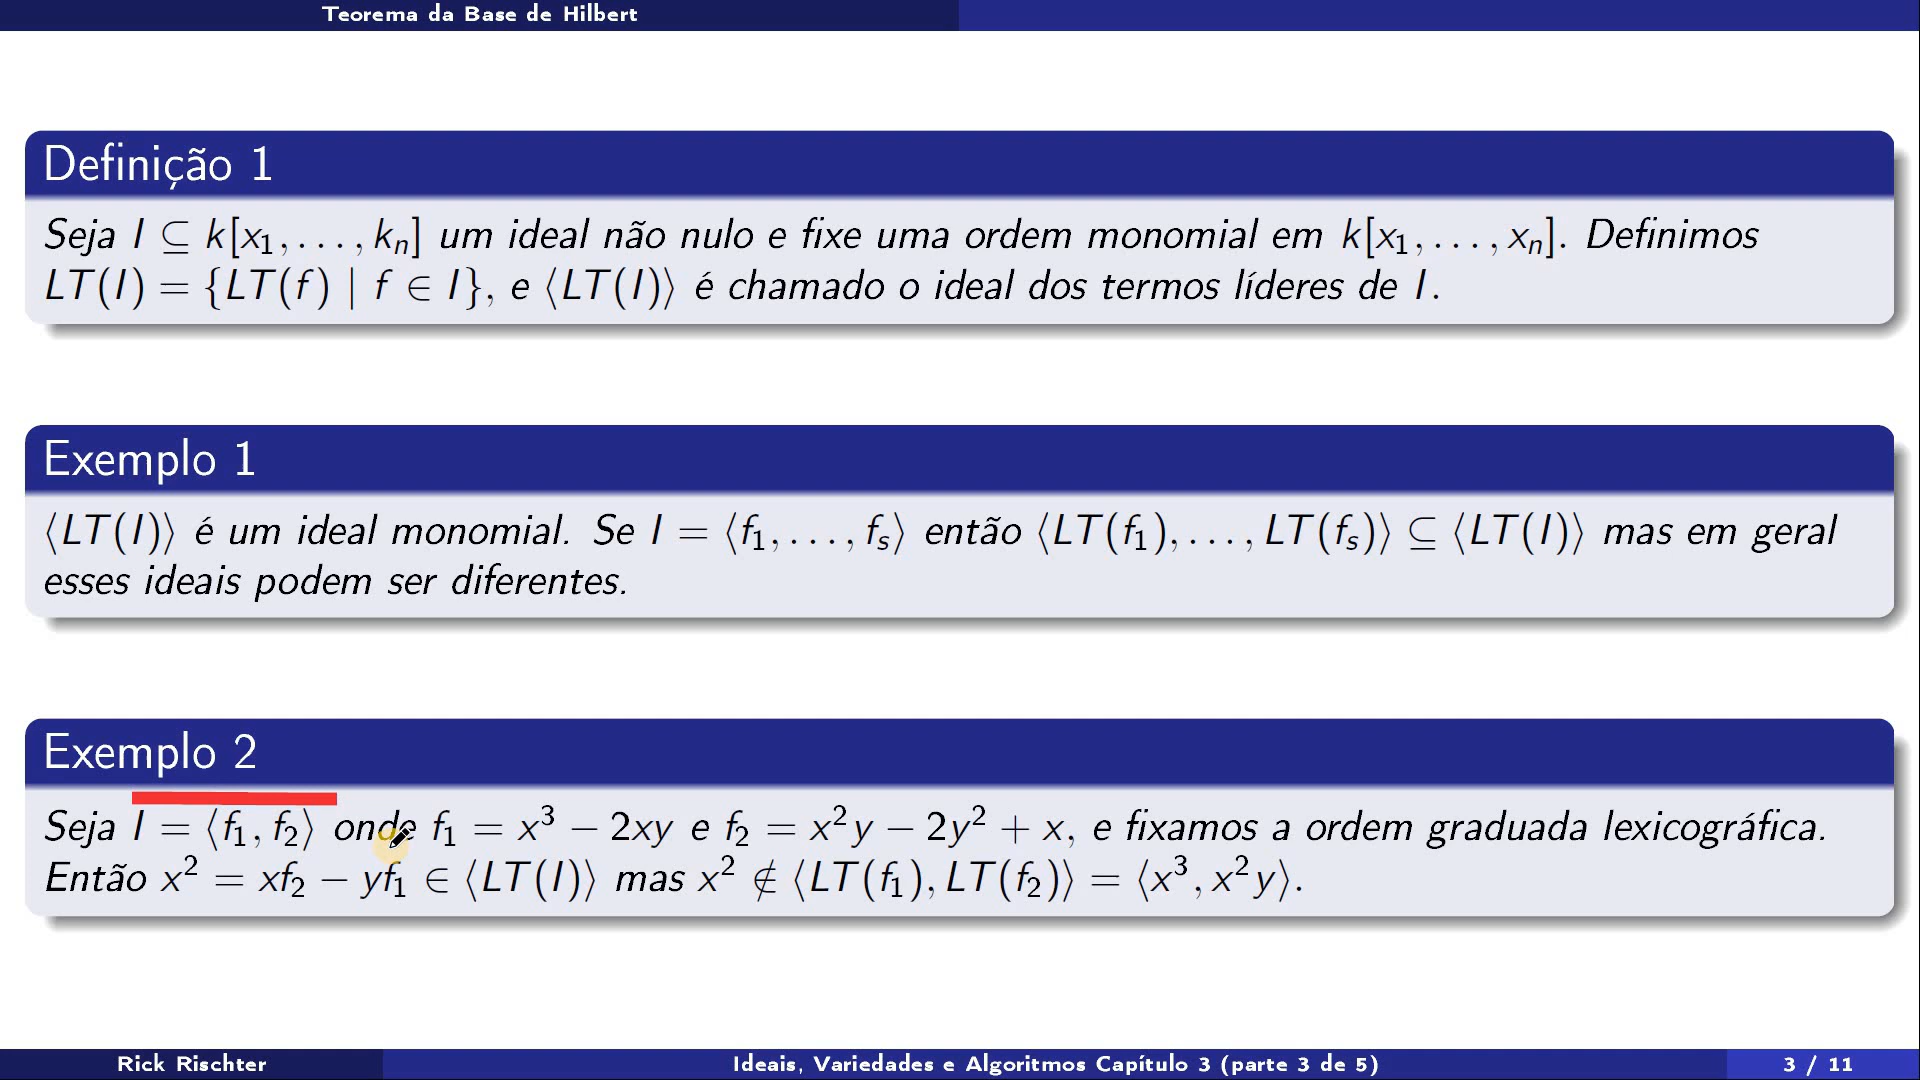 Teorema da Base de Hilbert
Definição 1
Seja I ⊆ k[x₁, . . . , kₙ] um ideal não nulo e fixe uma ordem monomial em k[x₁, . . . , xₙ]. Definimos
LT(I) = {LT(f) | f ∈ I}, e ⟨LT(I)⟩ é chamado o ideal dos termos líderes de I.
Exemplo 1
⟨LT(I)⟩ é um ideal monomial. Se I = ⟨f₁, . . . , fₛ⟩ então ⟨LT(f₁), . . . , LT(fₛ)⟩ ⊆ ⟨LT(I)⟩ mas em geral
esses ideais podem ser diferentes.
Exemplo 2
Seja I = ⟨f₁, f₂⟩ onde f₁ = x³ − 2xy e f₂ = x²y − 2y² + x, e fixamos a ordem graduada lexicográfica.
Então x² = xf₂ − yf₁ ∈ ⟨LT(I)⟩ mas x² ∉ ⟨LT(f₁), LT(f₂)⟩ = ⟨x³, x²y⟩.
Rick Rischter
Ideais, Variedades e Algoritmos Capítulo 3 (parte 3 de 5)
3 / 11